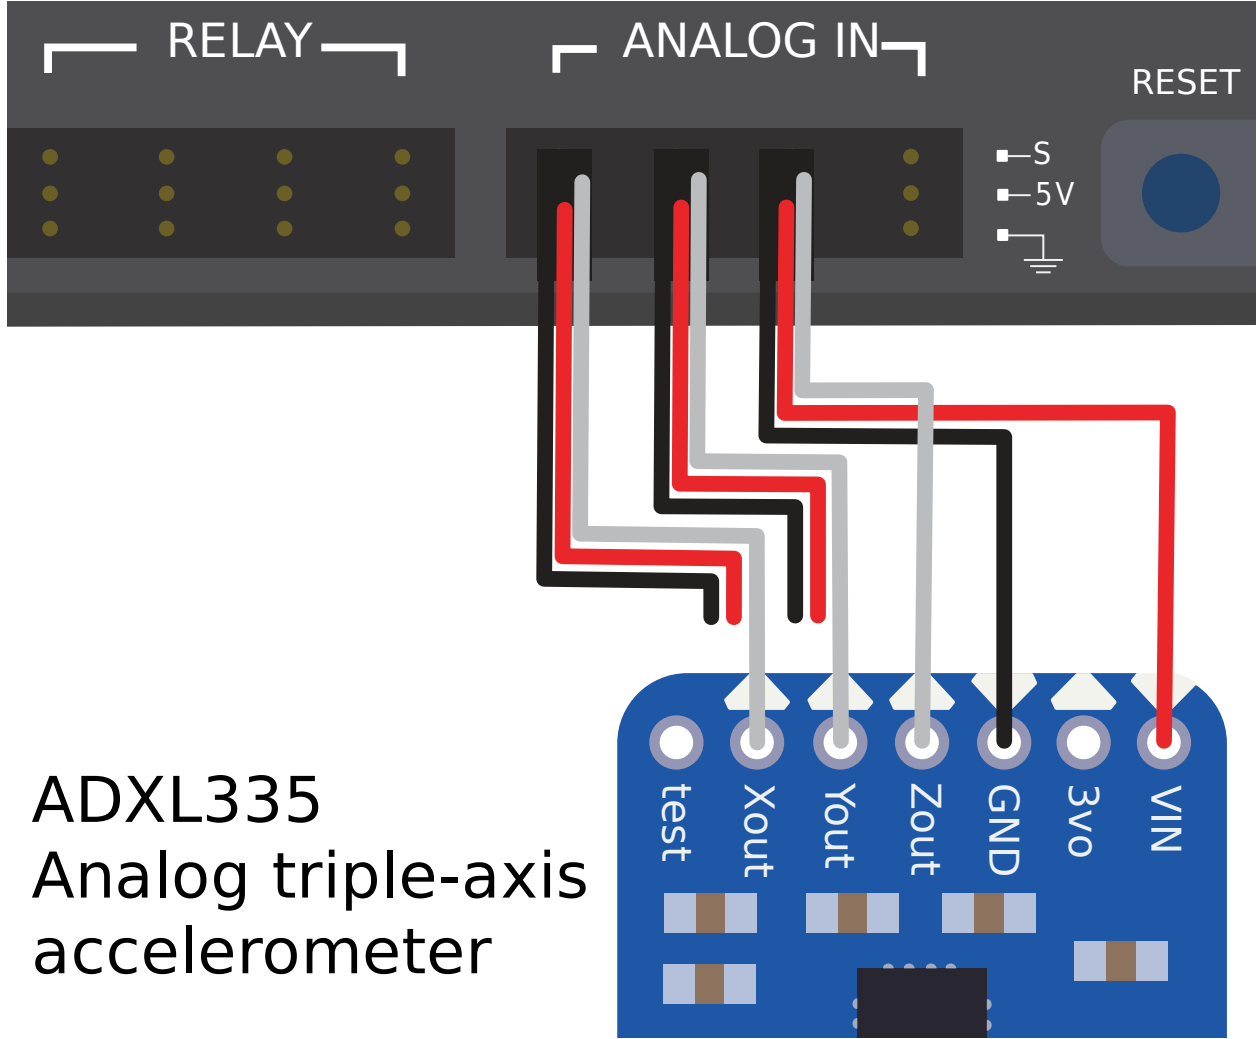 RELAY
ANALOG IN
RESET
S
5V
test
Xout
Yout
Zout
GND
3vo
VIN
ADXL335
Analog triple-axis
accelerometer